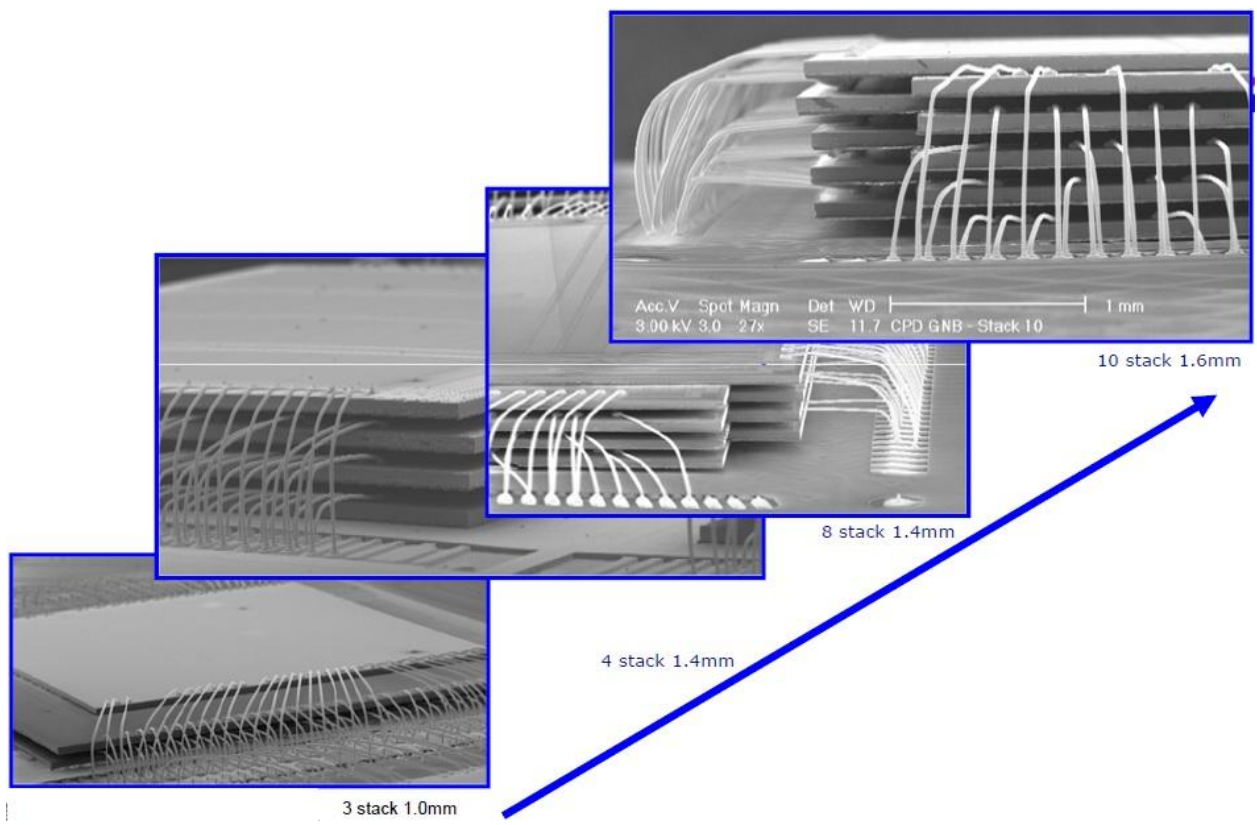 Acc.V Spot Magn Det WD 1 mm
3.00 kV 3.0 27x SE 11.7 CPD GNB - Stack 10
10 stack 1.6mm
8 stack 1.4mm
4 stack 1.4mm
3 stack 1.0mm